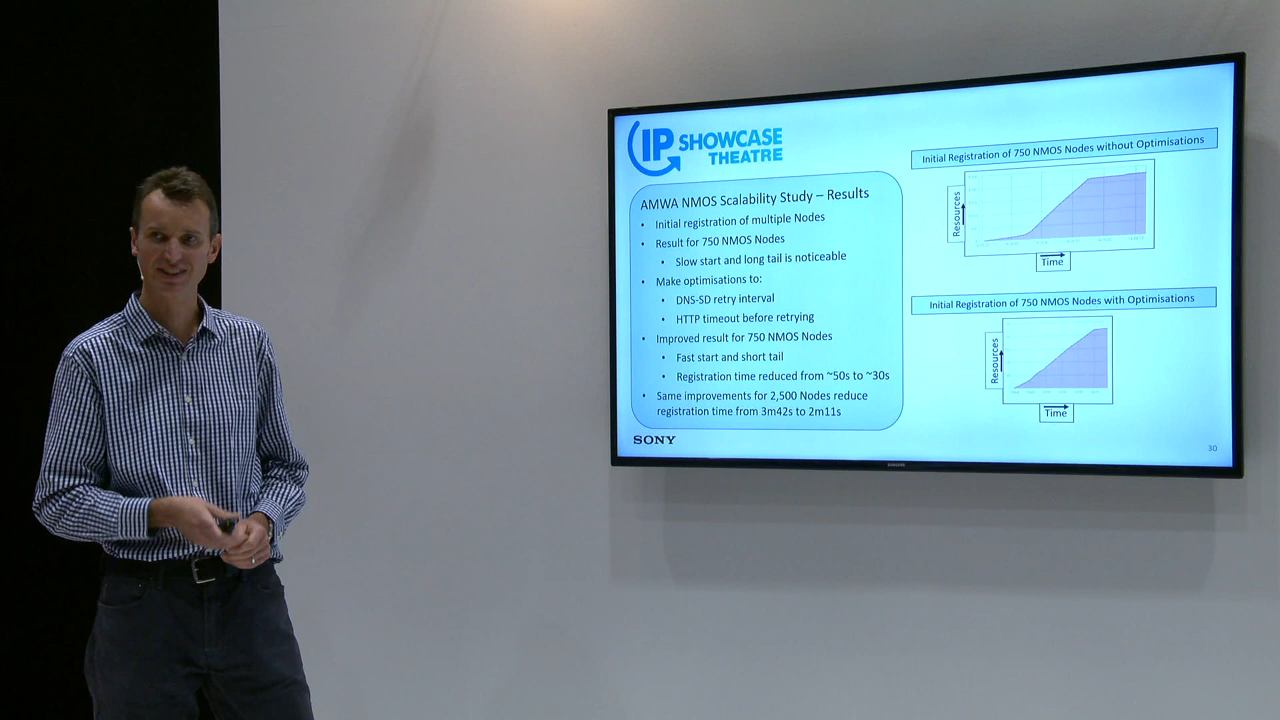 IP SHOWCASE
THEATRE
AMWA NMOS Scalability Study – Results
• Initial registration of multiple Nodes
• Result for 750 NMOS Nodes
• Slow start and long tail is noticeable
• Make optimisations to:
• DNS-SD retry interval
• HTTP timeout before retrying
• Improved result for 750 NMOS Nodes
• Fast start and short tail
• Registration time reduced from ~50s to ~30s
• Same improvements for 2,500 Nodes reduce
registration time from 3m42s to 2m11s
SONY
Initial Registration of 750 NMOS Nodes without Optimisations
Resources
Time
Initial Registration of 750 NMOS Nodes with Optimisations
Resources
Time
30
SAMSUNG